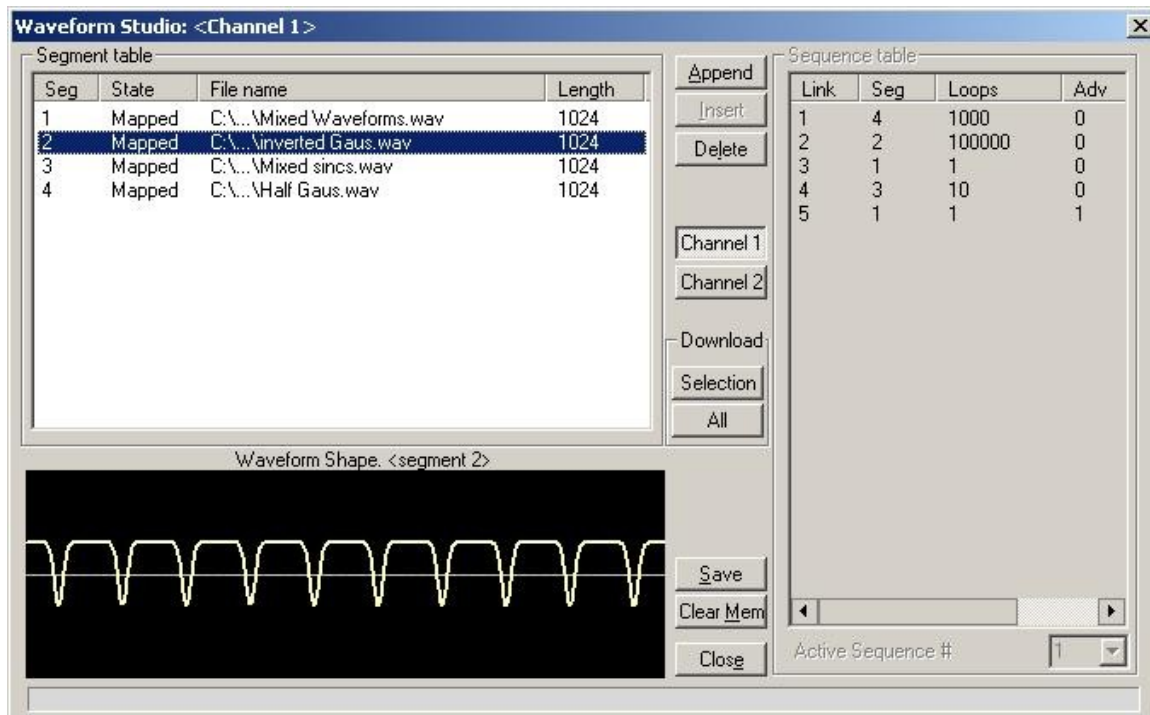 Waveform Studio: <Channel 1>
Segment table
Seg State File name Length
1 Mapped C:\...\Mixed Waveforms.wav 1024
2 Mapped C:\...\inverted Gaus.wav 1024
3 Mapped C:\...\Mixed sincs.wav 1024
4 Mapped C:\...\Half Gaus.wav 1024
Waveform Shape. <segment 2>
Append
Insert
Delete
Channel 1
Channel 2
Download
Selection
All
Save
Clear Mem
Close
Sequence table
Link Seg Loops Adv
1 4 1000 0
2 2 100000 0
3 1 1 0
4 3 10 0
5 1 1 1
Active Sequence # 1